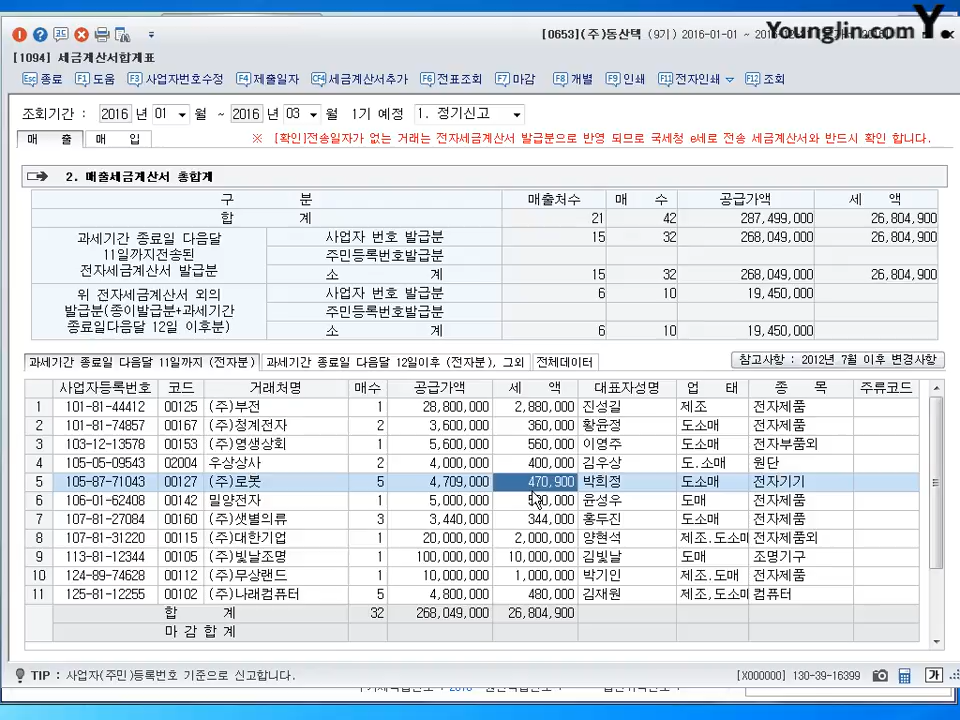 Younglin.com Y.
[0653](주)동산택 (9기) 2016-01-01 ~ 2016-
[1094] 세금계산서합계표
Esc 종료 F1 도움 F3 사업자번호수정 F4 제출일자 CF4 세금계산서추가 F6 전표조회 F7 마감 F8 개별 F9 인쇄 F11 전자인쇄 F12 조회
조회기간 : 2016 년 01 월 ~ 2016 년 03 월 1기 예정 1. 정기신고
매 출 매 입 ※ [확인]전송일자가 없는 거래는 전자세금계산서 발급분으로 반영 되므로 국세청 e세로 전송 세금계산서와 반드시 확인 합니다.
2. 매출세금계산서 총합계
구 분 매출처수 매 수 공급가액 세 액
합 계 21 42 287,499,000 26,804,900
과세기간 종료일 다음달 11일까지전송된 전자세금계산서 발급분 사업자 번호 발급분 15 32 268,049,000 26,804,900
주민등록번호발급분
소 계 15 32 268,049,000 26,804,900
위 전자세금계산서 외의 발급분(종이발급분+과세기간 종료일다음달 12일 이후분) 사업자 번호 발급분 6 10 19,450,000
주민등록번호발급분
소 계 6 10 19,450,000
과세기간 종료일 다음달 11일까지 (전자분) 과세기간 종료일 다음달 12일이후 (전자분), 그외 전체데이터 참고사항 : 2012년 7월 이후 변경사항
사업자등록번호 코드 거래처명 매수 공급가액 세 액 대표자성명 업 태 종 목 주류코드
1 101-81-44412 00125 (주)부전 1 28,800,000 2,880,000 진성길 제조 전자제품
2 101-81-74857 00167 (주)청계전자 2 3,600,000 360,000 황윤정 도소매 전자제품
3 103-12-13578 00153 (주)영생상회 1 5,600,000 560,000 이영주 도소매 전자부품외
4 105-05-09543 02004 우상상사 2 4,000,000 400,000 김우상 도.소매 원단
5 105-87-71043 00127 (주)로봇 5 4,709,000 470,900 박희정 도소매 전자기기
6 106-01-62408 00142 밀양전자 1 5,000,000 윤성우 도매 전자제품
7 107-81-27084 00160 (주)샛별의류 3 3,440,000 344,000 홍두진 도소매 전자제품
8 107-81-31220 00115 (주)대한기업 2 20,000,000 2,000,000 양현석 제조.도소매 전자제품외
9 113-81-12344 00105 (주)빛날조명 1 100,000,000 10,000,000 김빛날 도매 조명기구
10 124-89-74628 00112 (주)무상랜드 1 10,000,000 1,000,000 박기인 제조.도매 전자제품
11 125-81-12255 00102 (주)나래컴퓨터 5 4,800,000 480,000 김재원 제조,도소매 컴퓨터
합 계 32 268,049,000 26,804,900
마 감 합 계
TIP : 사업자(주민)등록번호 기준으로 신고합니다. [X000000] 130-39-16399 가